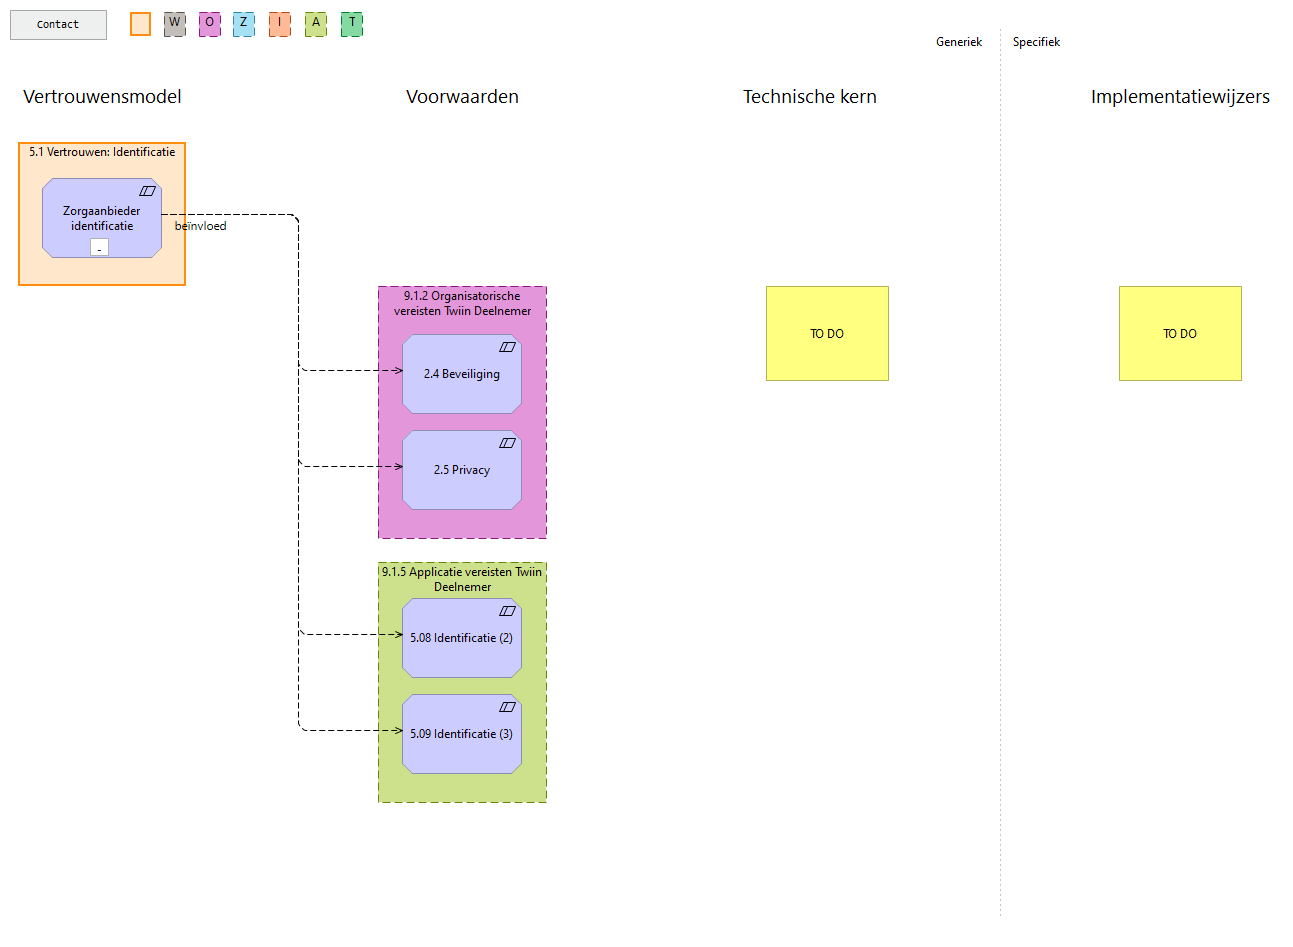 Contact
W O Z I A T
Generiek
Specifiek
Vertrouwensmodel
Voorwaarden
Technische kern
Implementatiewijzers
5.1 Vertrouwen: Identificatie
Zorgaanbieder
identificatie
-
beïnvloed
9.1.2 Organisatorische
vereisten Twiin Deelnemer
2.4 Beveiliging
2.5 Privacy
9.1.5 Applicatie vereisten Twiin
Deelnemer
5.08 Identificatie (2)
5.09 Identificatie (3)
TO DO
TO DO